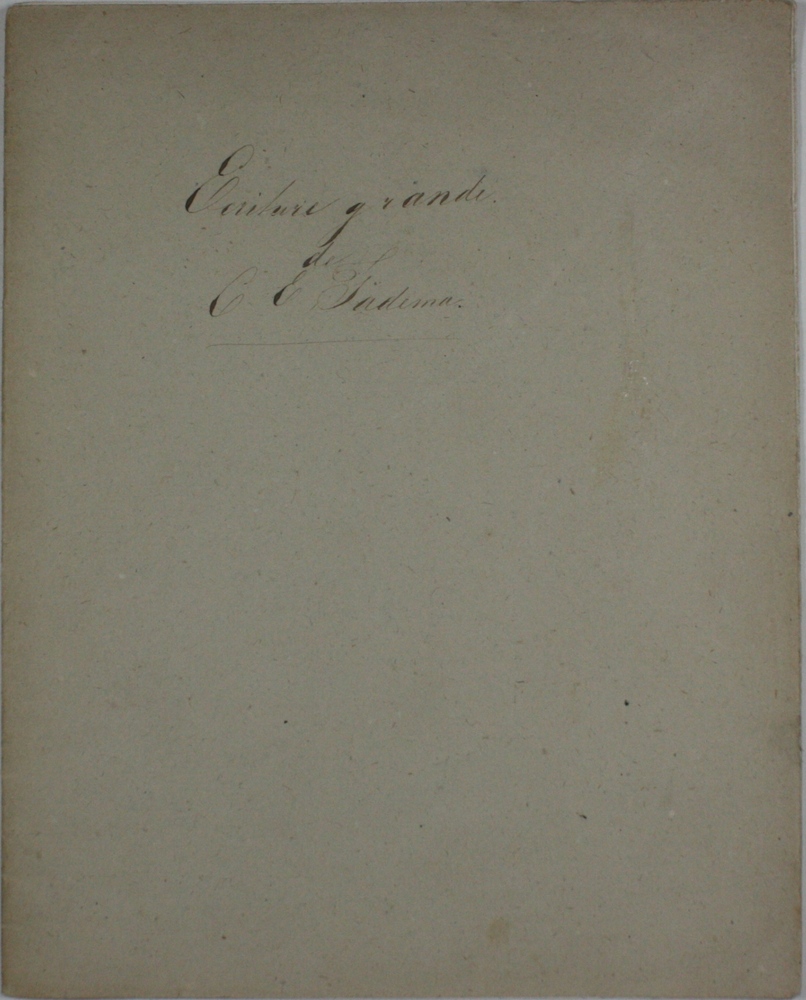 Ecriture grande.
de
C E Tadema.